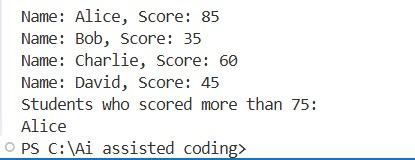 Name: Alice, Score: 85
Name: Bob, Score: 35
Name: Charlie, Score: 60
Name: David, Score: 45
Students who scored more than 75:
Alice
PS C:\Ai assisted coding>